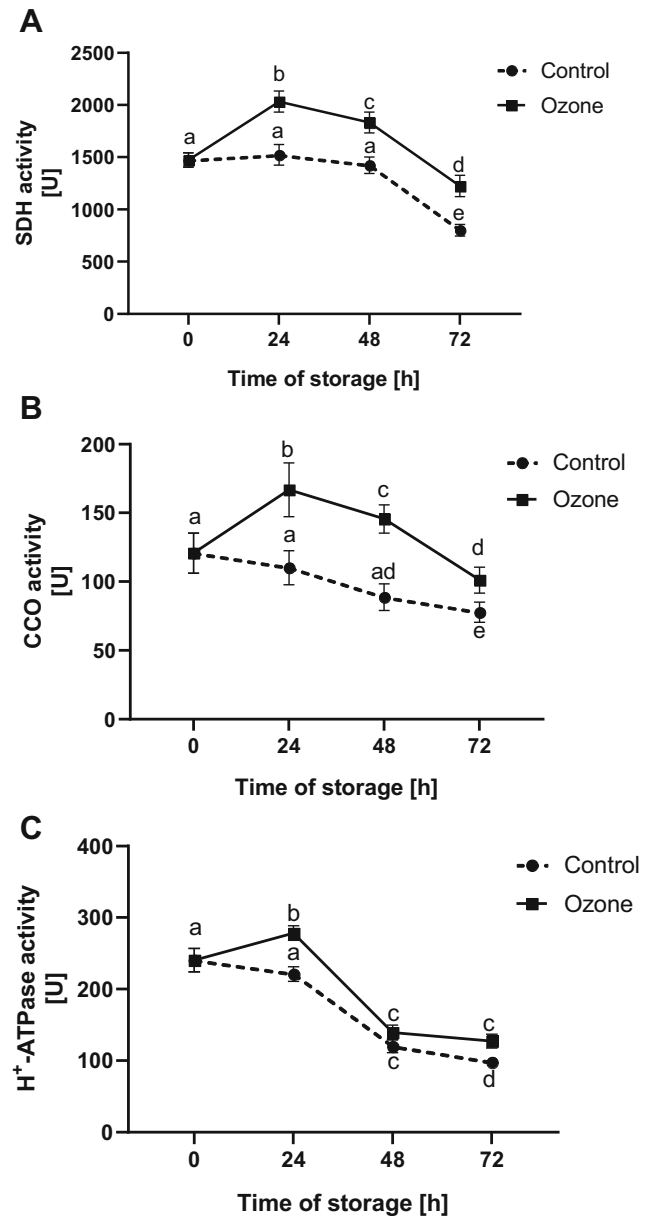 A
2500
2000
1500
1000
500
0
SDH activity
[U]
a
b
a
c
a
d
e
Control
Ozone
0 24 48 72
Time of storage [h]
B
200
150
100
50
0
CCO activity
[U]
a
b
a
c
ad
d
e
Control
Ozone
0 24 48 72
Time of storage [h]
C
400
300
200
100
0
H⁺-ATPase activity
[U]
a
b
a
c
c
c
d
Control
Ozone
0 24 48 72
Time of storage [h]